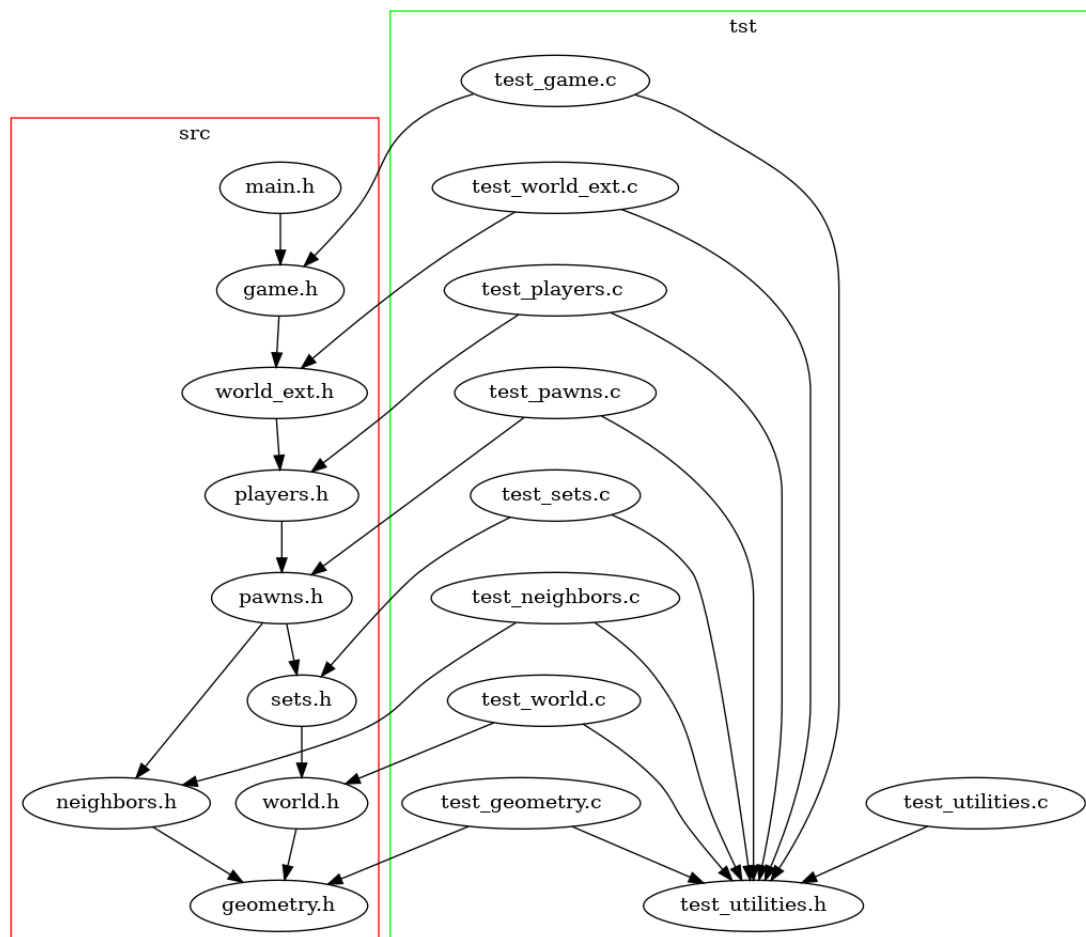 tst
test_game.c
src
main.h
test_world_ext.c
game.h
test_players.c
world_ext.h
test_pawns.c
players.h
test_sets.c
pawns.h
test_neighbors.c
sets.h
test_world.c
neighbors.h
world.h
test_geometry.c
test_utilities.c
geometry.h
test_utilities.h